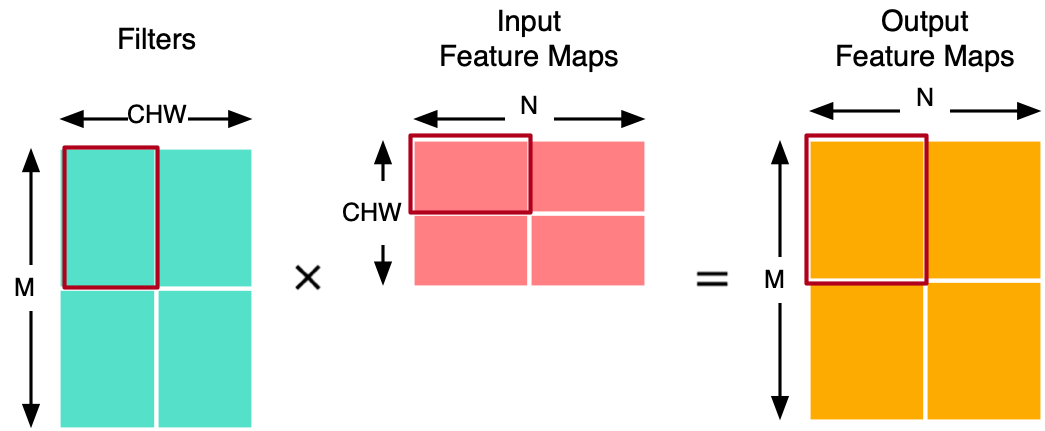 Filters
Input
Feature Maps
Output
Feature Maps
CHW
N
N
M
×
CHW
=
M